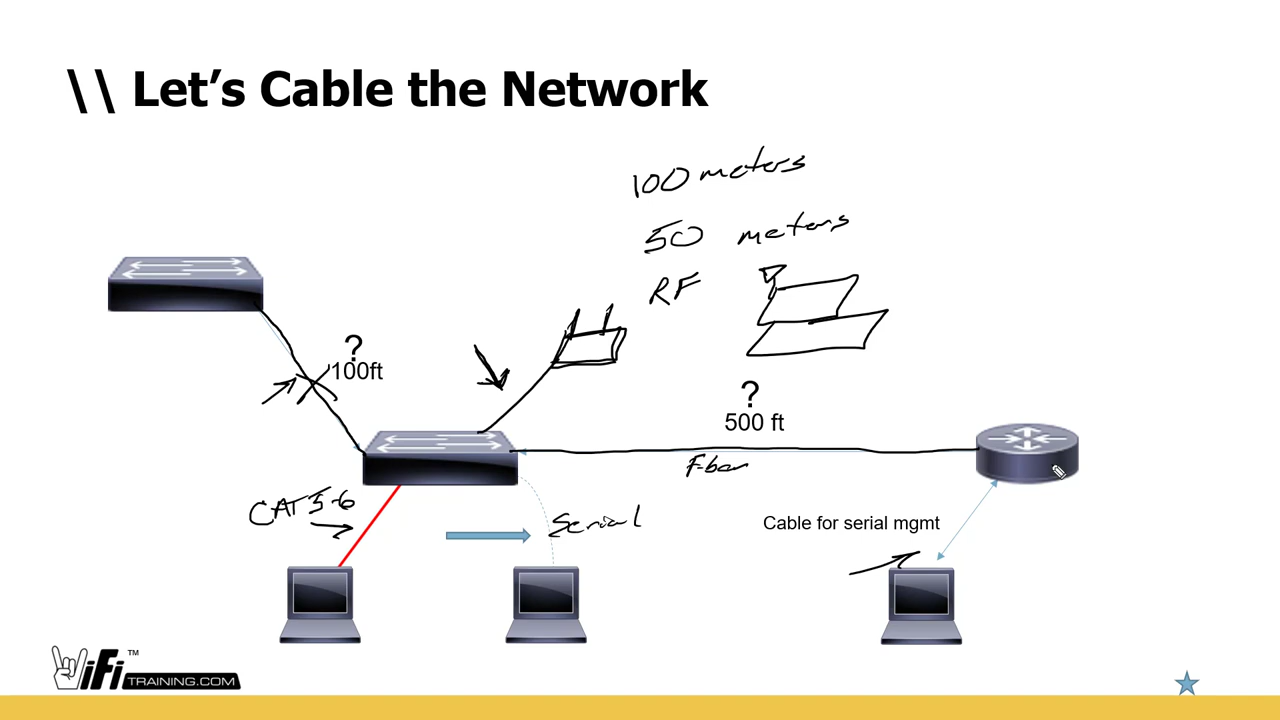 \\ Let's Cable the Network
100 meters
50 meters
RF
?
100ft
?
500 ft
Fiber
CAT 5-6
Serial
Cable for serial mgmt
iFi TM
TRAINING.COM